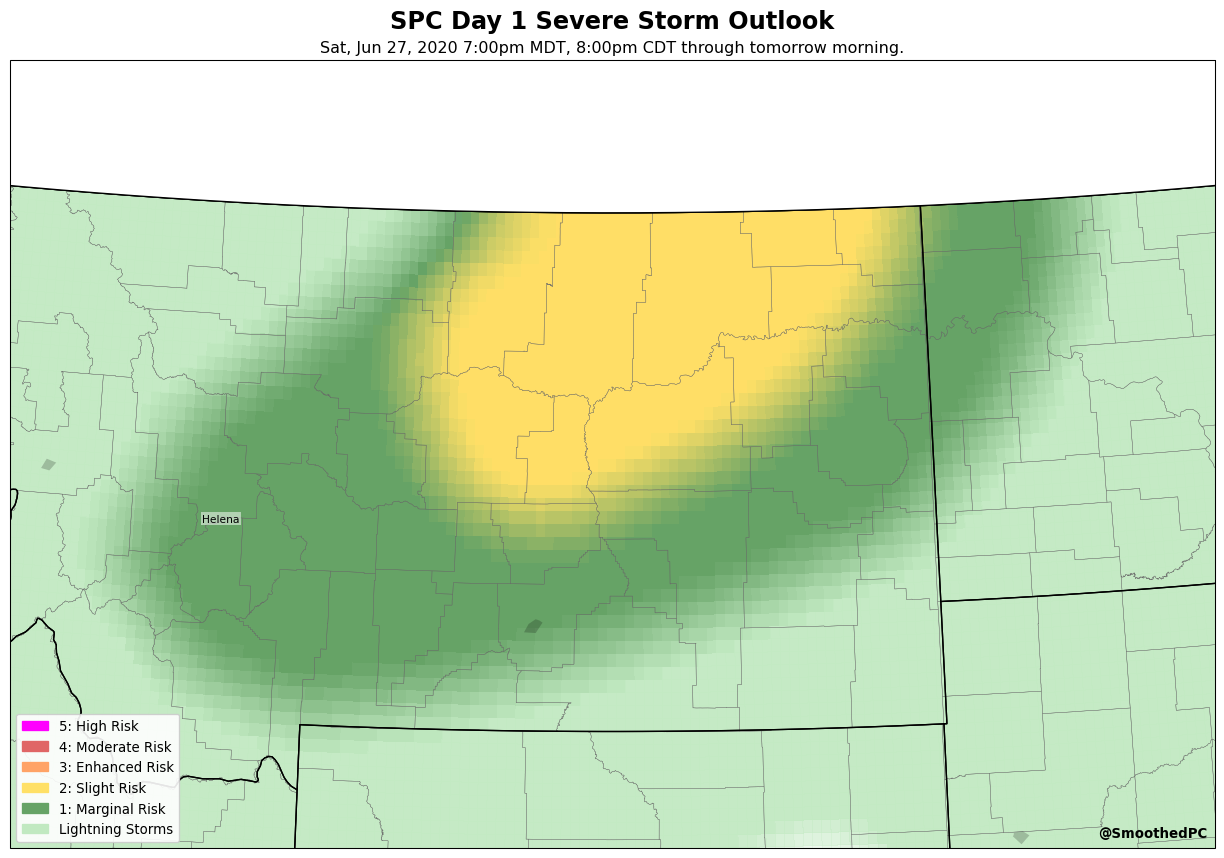 SPC Day 1 Severe Storm Outlook
Sat, Jun 27, 2020 7:00pm MDT, 8:00pm CDT through tomorrow morning.
Helena
5: High Risk
4: Moderate Risk
3: Enhanced Risk
2: Slight Risk
1: Marginal Risk
Lightning Storms
@SmoothedPC